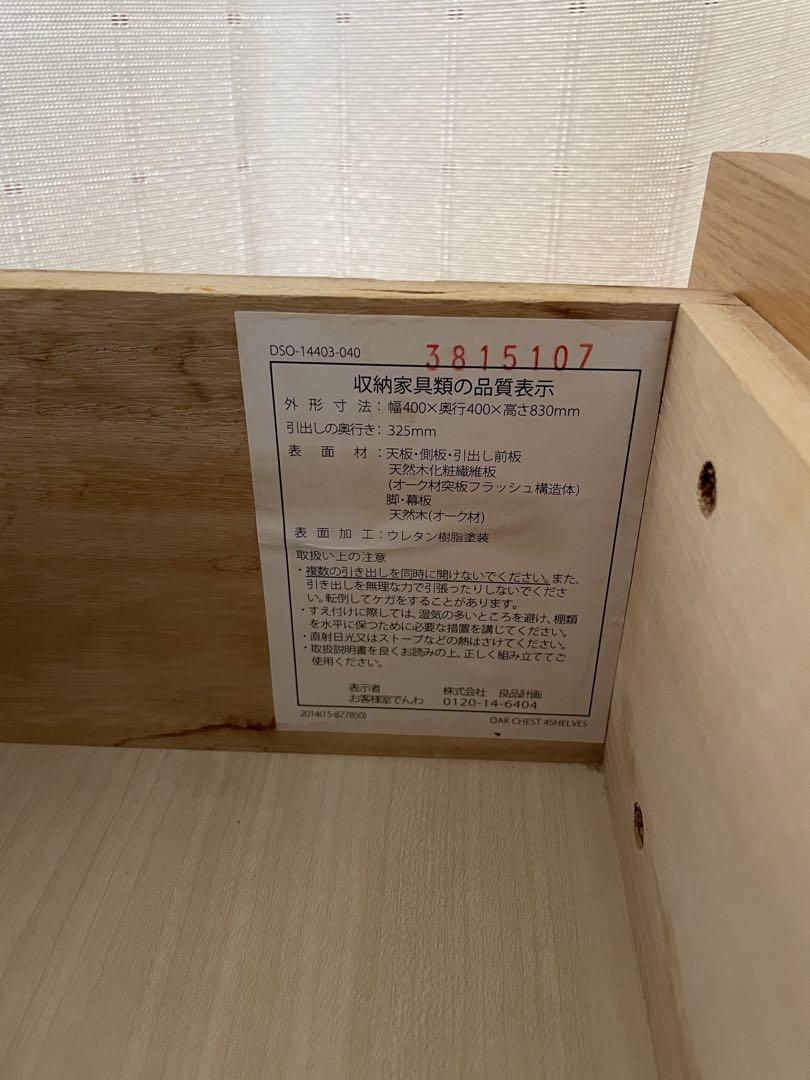 DSO-14403-040
3815107
収納家具類の品質表示
外形寸法：幅400×奥行400×高さ830mm
引出しの奥行き：325mm
表面材：天板・側板・引出し前板
天然木化粧繊維板
(オーク材突板フラッシュ構造体)
脚・幕板
天然木(オーク材)
表面加工：ウレタン樹脂塗装
取扱い上の注意
・複数の引き出しを同時に開けないでください。また、
引き出しを無理な力で引張ったりしないでくださ
い。転倒してケガをすることがあります。
・すえ付けに際しては、湿気の多いところを避け、棚類
を水平に保つために必要な措置を講じてください。
・直射日光又はストーブなどの熱はさけてください。
・取扱説明書を良くお読みの上、正しく組み立ててご
使用ください。
表示者 株式会社 良品計画
お客様室でんわ 0120-14-6404
2014(15-877850) OAK CHEST 4SHELVES